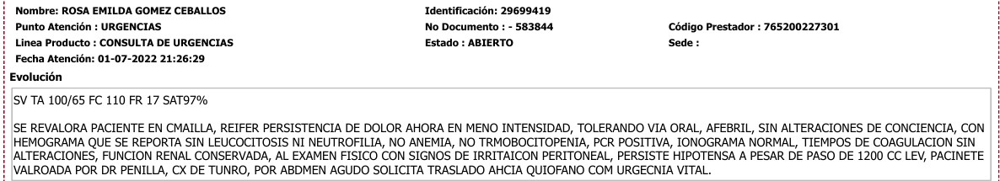 Nombre: ROSA EMILDA GOMEZ CEBALLOS Identificación: 29699419
Punto Atención : URGENCIAS No Documento : - 583844 Código Prestador : 765200227301
Linea Producto : CONSULTA DE URGENCIAS Estado : ABIERTO Sede :
Fecha Atención: 01-07-2022 21:26:29
Evolución
SV TA 100/65 FC 110 FR 17 SAT97%
SE REVALORA PACIENTE EN CMAILLA, REIFER PERSISTENCIA DE DOLOR AHORA EN MENO INTENSIDAD, TOLERANDO VIA ORAL, AFEBRIL, SIN ALTERACIONES DE CONCIENCIA, CON
HEMOGRAMA QUE SE REPORTA SIN LEUCOCITOSIS NI NEUTROFILIA, NO ANEMIA, NO TRMOBOCITOPENIA, PCR POSITIVA, IONOGRAMA NORMAL, TIEMPOS DE COAGULACION SIN
ALTERACIONES, FUNCION RENAL CONSERVADA, AL EXAMEN FISICO CON SIGNOS DE IRRITAICON PERITONEAL, PERSISTE HIPOTENSA A PESAR DE PASO DE 1200 CC LEV, PACINETE
VALROADA POR DR PENILLA, CX DE TUNRO, POR ABDMEN AGUDO SOLICITA TRASLADO AHCIA QUIOFANO COM URGECNIA VITAL.